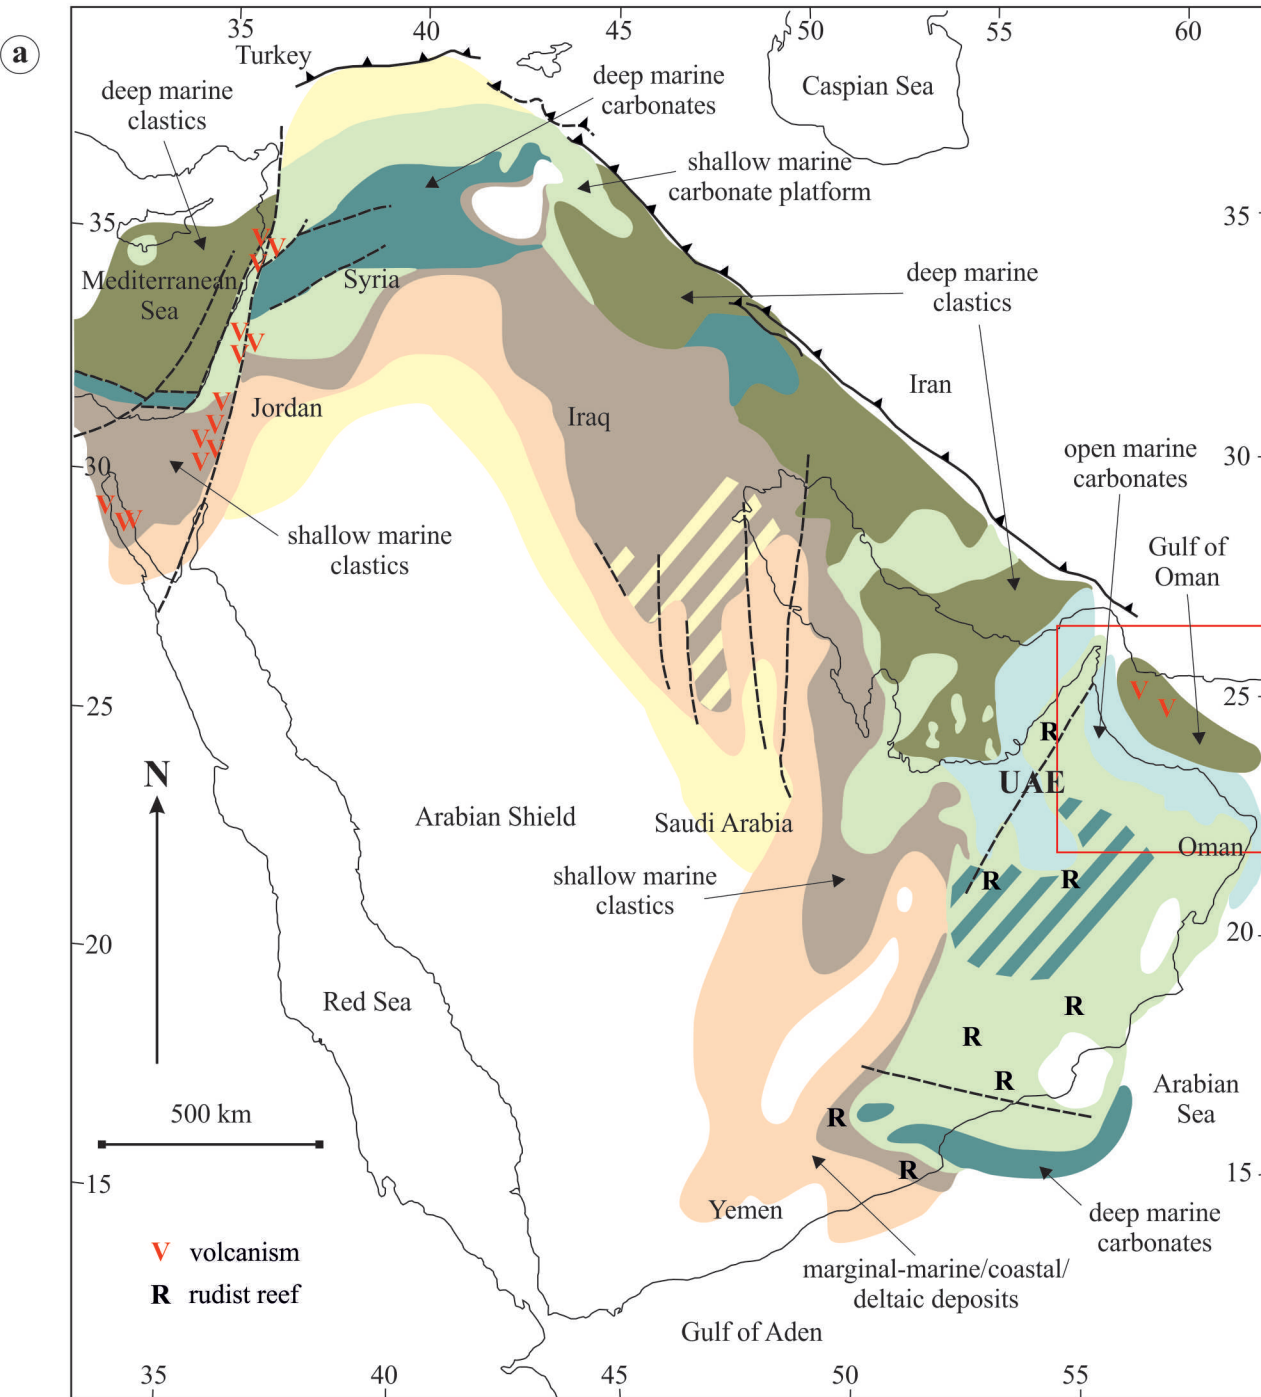 a
35
40
45
50
55
60
Turkey
deep marine
clastics
deep marine
carbonates
Caspian Sea
shallow marine
carbonate platform
35
35
Mediterranean
Sea
Syria
deep marine
clastics
V
V
V
V
V
V
Iran
Jordan
Iraq
V
V
V
V
V
30
30
open marine
carbonates
V
V
V
shallow marine
clastics
Gulf of
Oman
25
25
V
V
R
N
UAE
Arabian Shield
Saudi Arabia
Oman
shallow marine
clastics
R
R
20
20
Red Sea
R
R
R
500 km
R
Arabian
Sea
15
15
R
Yemen
deep marine
carbonates
V volcanism
R rudist reef
marginal-marine/coastal/
deltaic deposits
Gulf of Aden
35
40
45
50
55